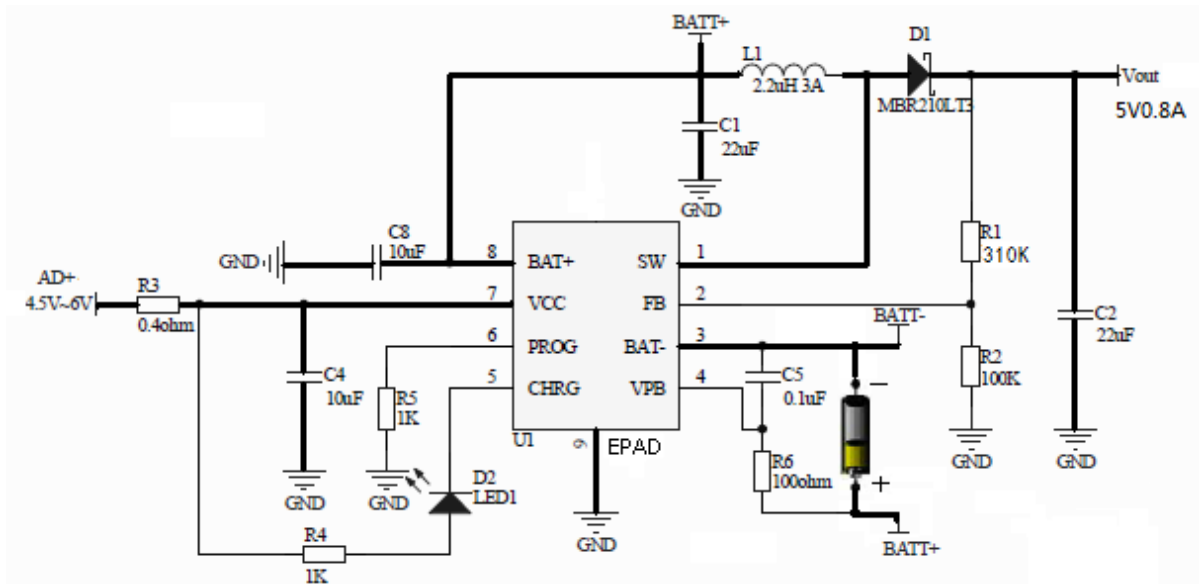 BATT+
D1
L1
2.2uH 3A
Vout
MBR210LT3
5V0.8A
C1
22uF
GND
C8
10uF
GND
8
BAT+
SW
1
R1
310K
AD+
4.5V~6V
R3
0.4ohm
7
VCC
FB
2
BATT-
6
PROG
BAT-
3
C2
22uF
C4
10uF
R5
1K
5
CHRG
VPB
4
C5
0.1uF
R2
100K
−
U1
9
EPAD
GND
GND
D2
LED1
R6
100ohm
+
GND
GND
R4
1K
GND
BATT+